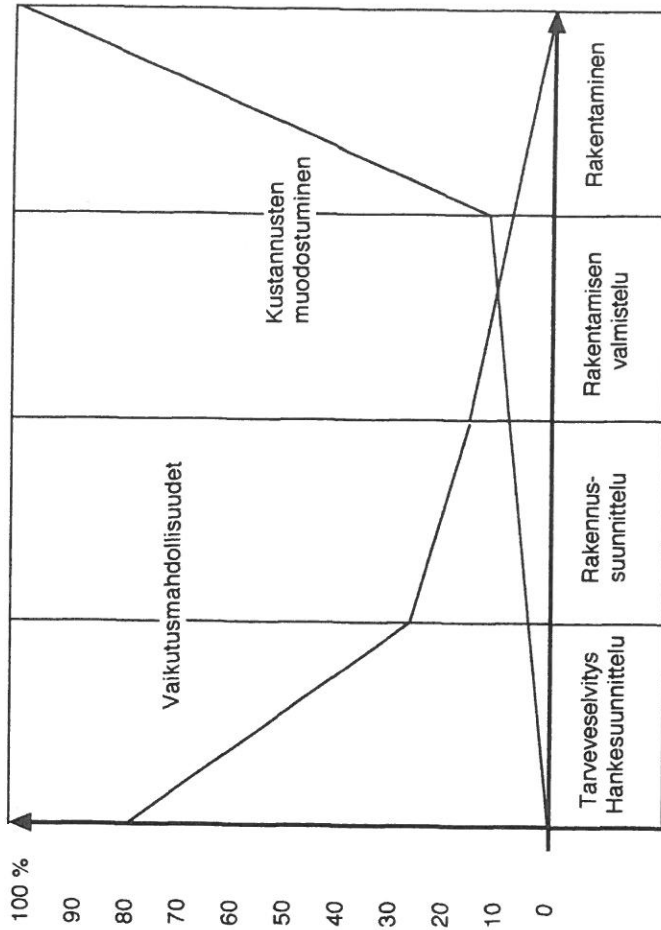 100 %
90
80
70
60
50
40
30
20
10
0
Vaikutusmahdollisuudet
Kustannusten
muodostuminen
Tarveveselvitys
Hankesuunnittelu
Rakennus-
suunnittelu
Rakentamisen
valmistelu
Rakentaminen